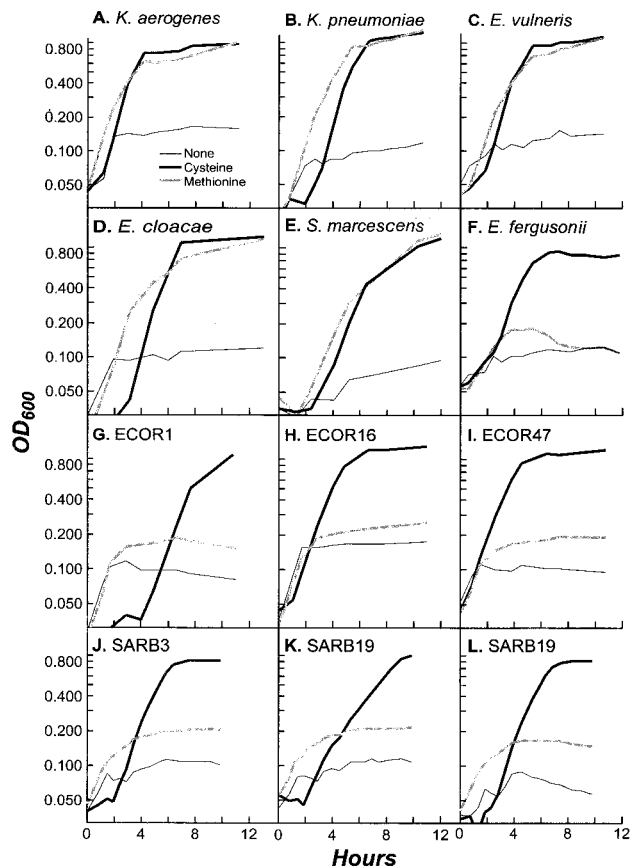 A. K. aerogenes
B. K. pneumoniae
C. E. vulneris
0.800
0.400
0.200
0.100
0.050
None
Cysteine
Methionine
D. E. cloacae
E. S. marcescens
F. E. fergusonii
0.800
0.400
0.200
0.100
0.050
OD600
G. ECOR1
H. ECOR16
I. ECOR47
0.800
0.400
0.200
0.100
0.050
J. SARB3
K. SARB19
L. SARB19
0.800
0.400
0.200
0.100
0.050
0 4 8 12 0 4 8 12 0 4 8 12
Hours